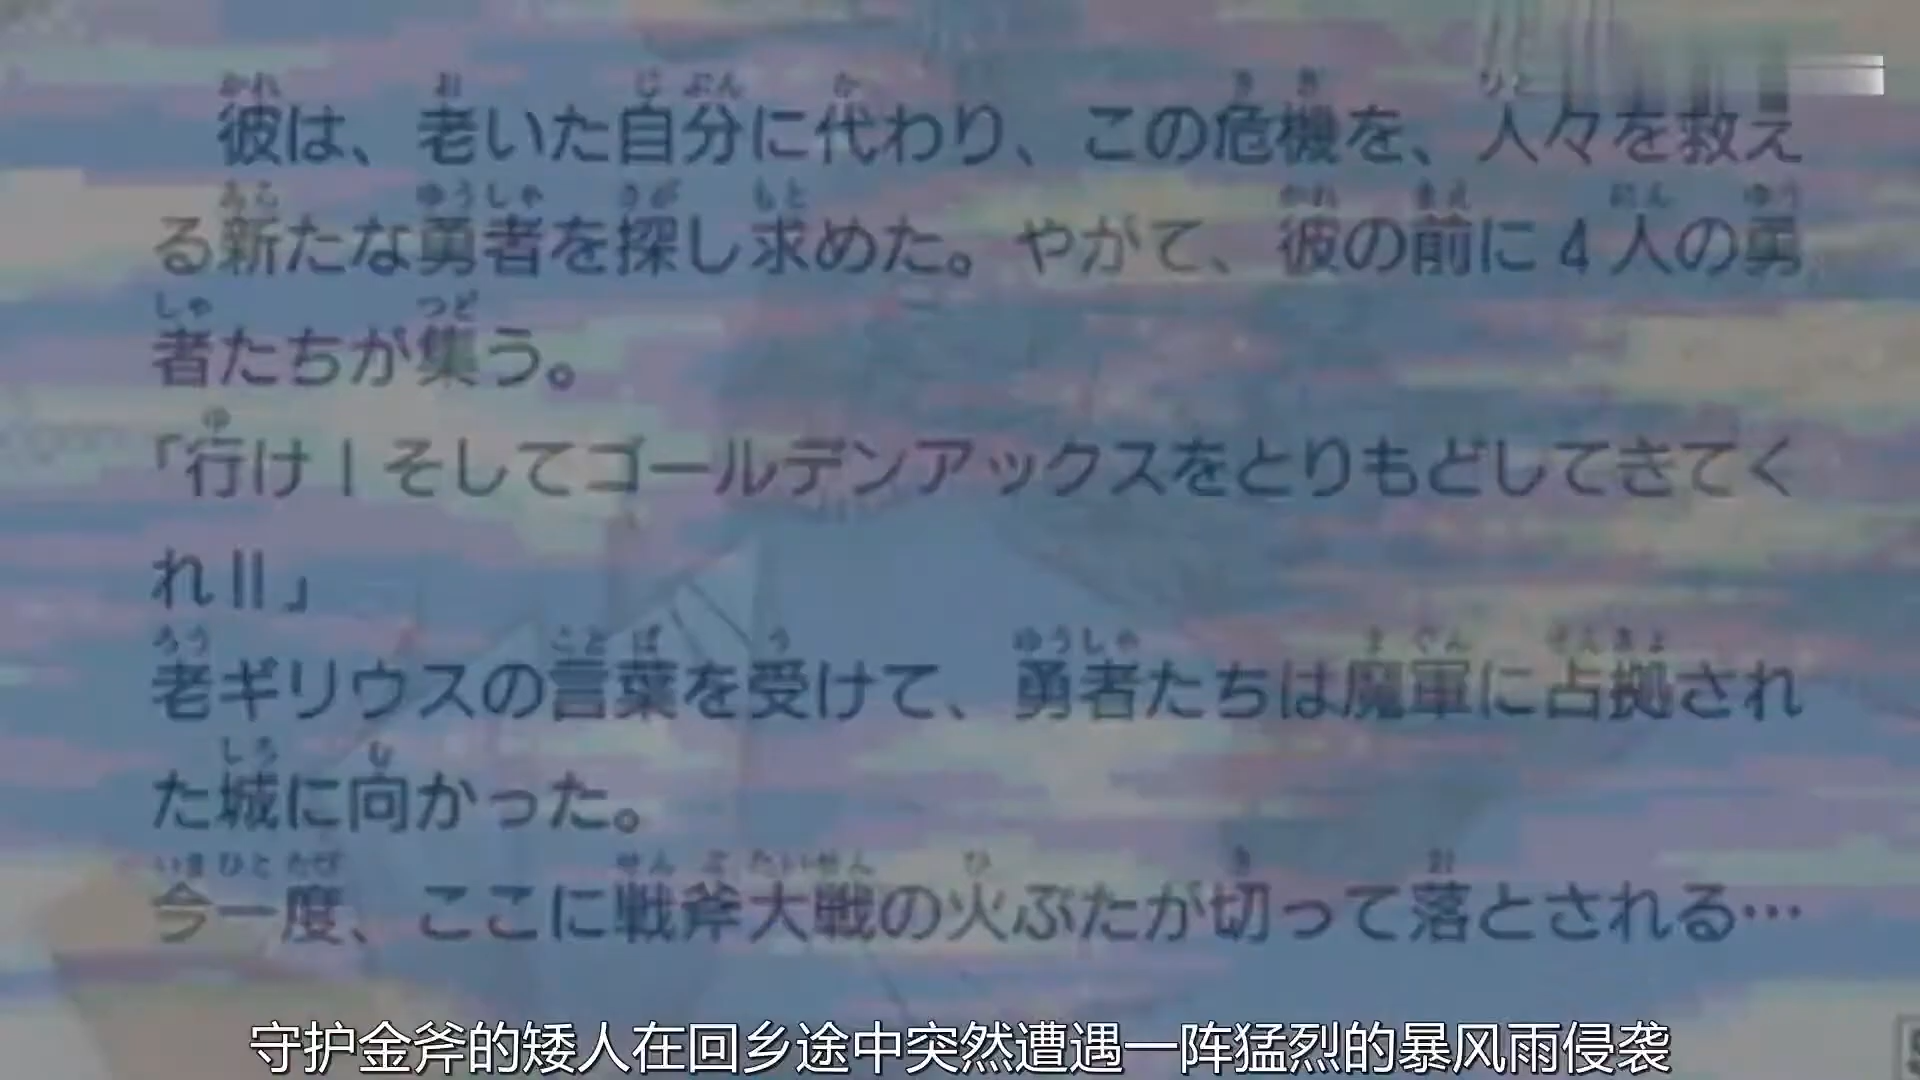 彼は、老いた自分に代わり、この危機を、人々を救え
る新たな勇者を探し求めた。やがて、彼の前に4人の勇
者たちが集う。
「行け！そしてゴールデンアックスをとりもどしてきてく
れ!!」
老ギリウスの言葉を受けて、勇者たちは魔軍に占拠され
た城に向かった。
今一度、ここに戦斧大戦の火ぶたが切って落とされる…
守护金斧的矮人在回乡途中突然遭遇一阵猛烈的暴风雨侵袭